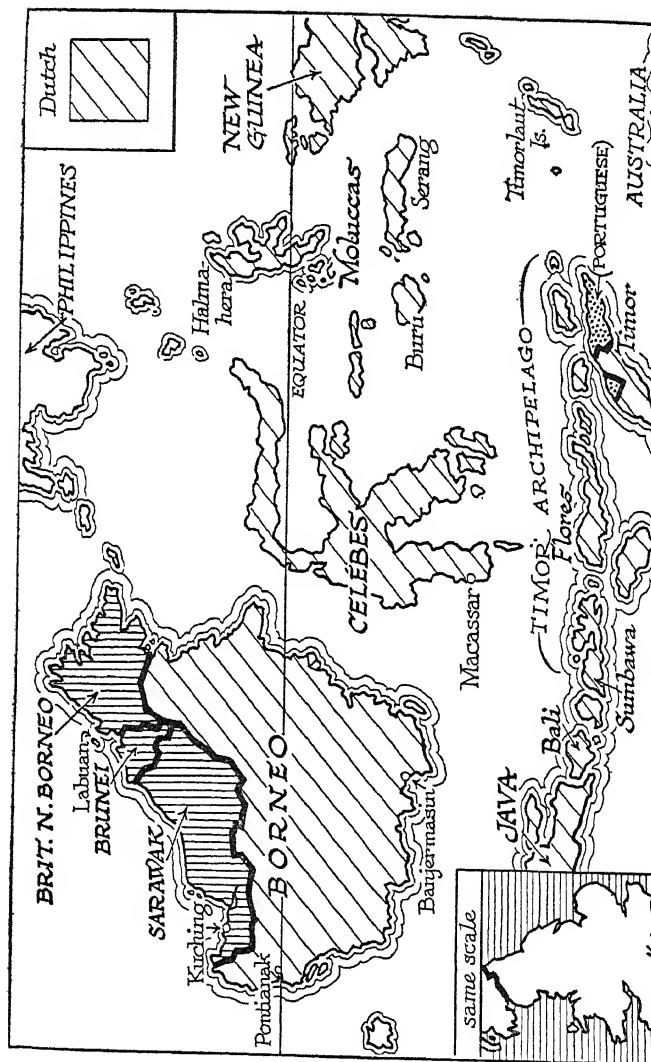 Dutch
PHILIPPINES
NEW
GUINEA
Halma-
hera
EQUATOR
Moluccas
Buru
Serang
Timorlaut
Is.
AUSTRALIA
BRIT. N. BORNEO
Labuan
BRUNEI
SARAWAK
Kuching
Pontianak
BORNEO
Banjermasin
CELEBES
Macassar
TIMOR ARCHIPELAGO
Flores
(PORTUGUESE)
Timor
JAVA
Bali
Sumbawa
same scale